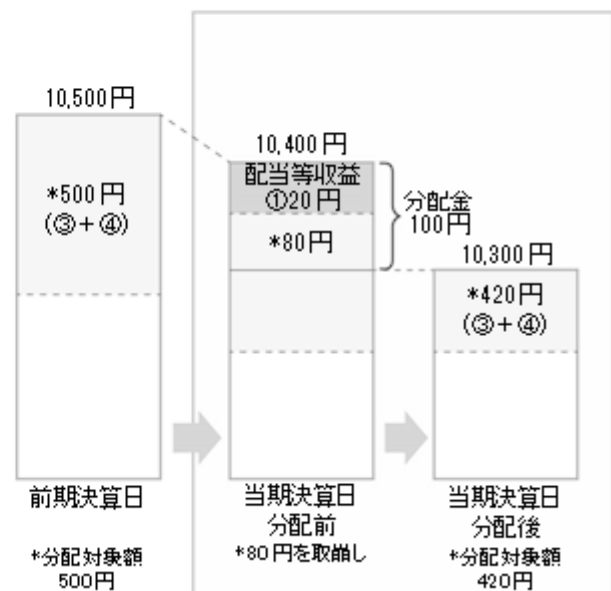 10,500円
*500円
(③+④)
前期決算日
*分配対象額
500円
10,400円
配当等収益
①20円
*80円
分配金
100円
当期決算日
分配前
*80円を取崩し
10,300円
*420円
(③+④)
当期決算日
分配後
*分配対象額
420円